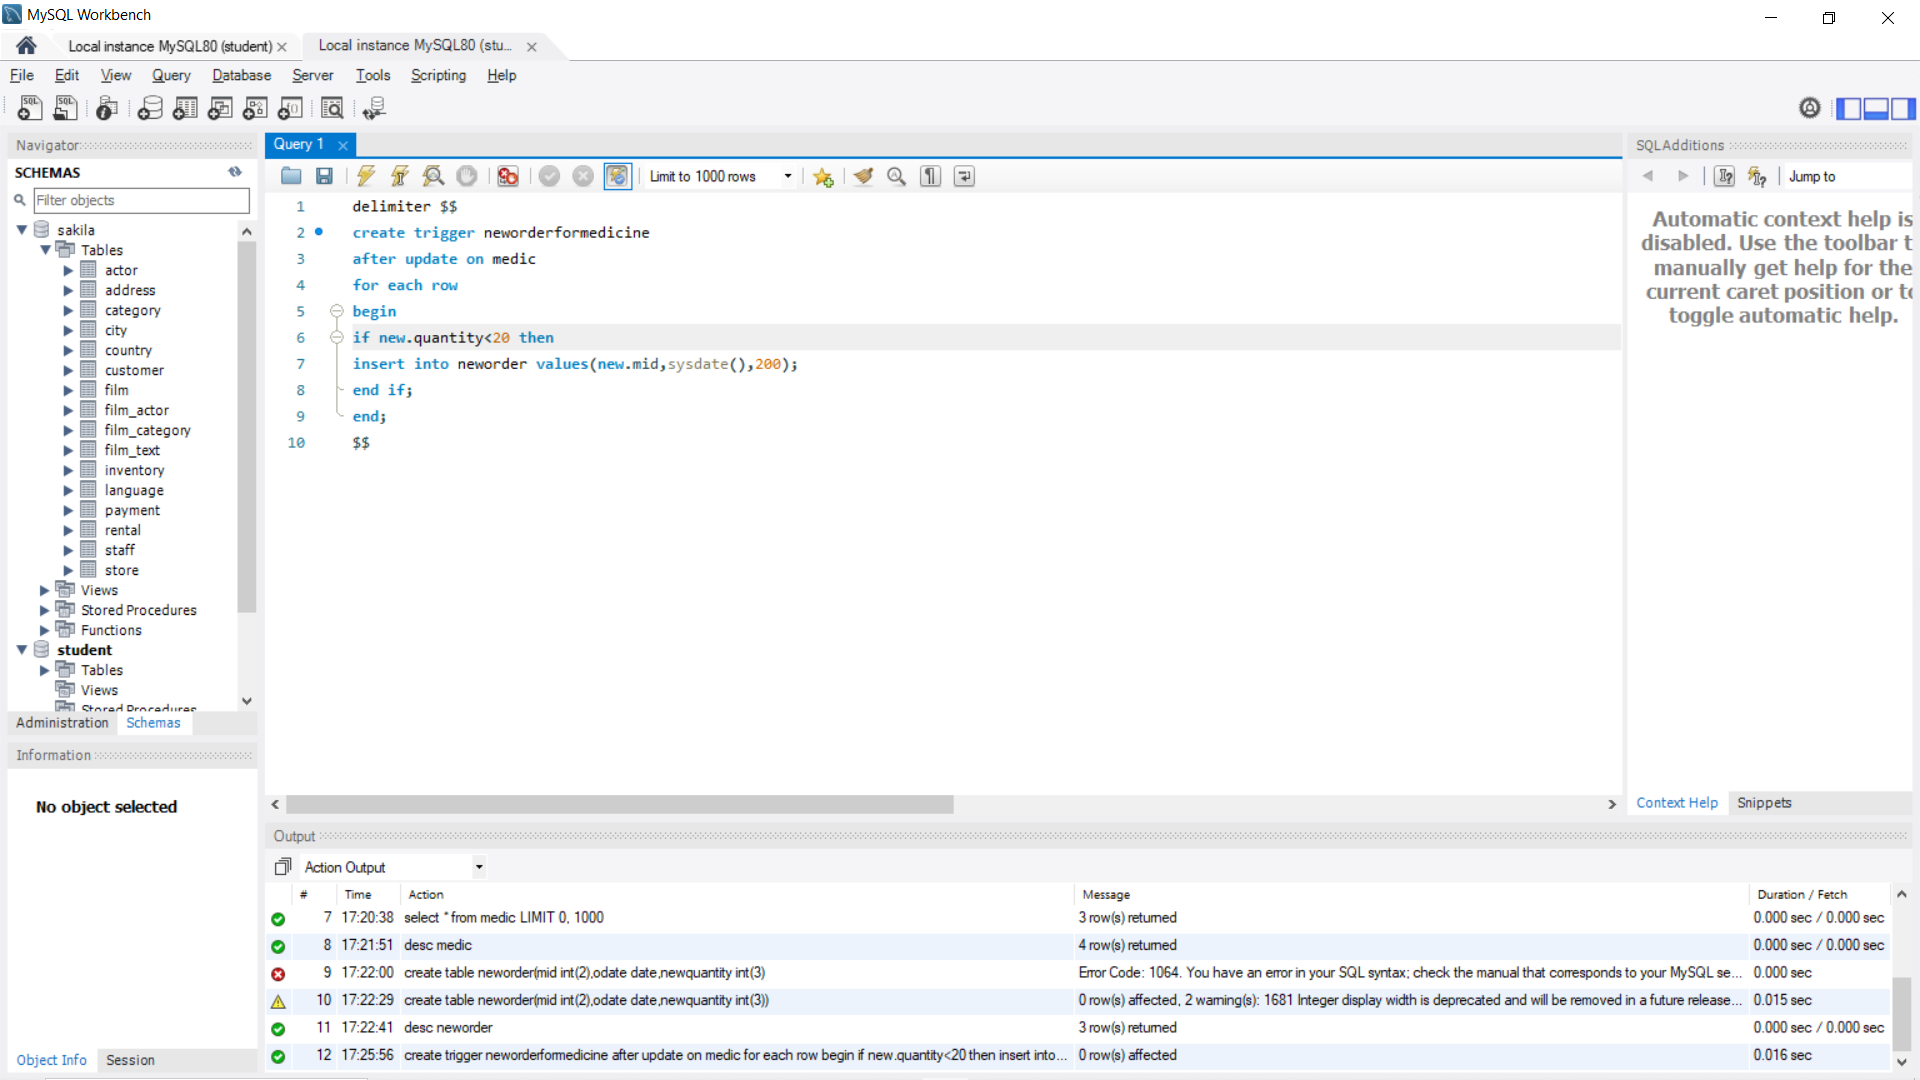 MySQL Workbench
Local instance MySQL80 (student)
Local instance MySQL80 (stu...
File Edit View Query Database Server Tools Scripting Help
Navigator
SCHEMAS
Filter objects
sakila
Tables
actor
address
category
city
country
customer
film
film_actor
film_category
film_text
inventory
language
payment
rental
staff
store
Views
Stored Procedures
Functions
student
Tables
Views
Stored Procedures
Administration Schemas
Information
No object selected
Object Info Session
Query 1
Limit to 1000 rows
1 delimiter $$
2 create trigger neworderformedicine
3 after update on medic
4 for each row
5 begin
6 if new.quantity<20 then
7 insert into neworder values(new.mid,sysdate(),200);
8 end if;
9 end;
10 $$
SQLAdditions
Jump to
Automatic context help is
disabled. Use the toolbar t
manually get help for the
current caret position or to
toggle automatic help.
Context Help Snippets
Output
Action Output
# Time Action Message Duration / Fetch
7 17:20:38 select * from medic LIMIT 0, 1000 3 row(s) returned 0.000 sec / 0.000 sec
8 17:21:51 desc medic 4 row(s) returned 0.000 sec / 0.000 sec
9 17:22:00 create table neworder(mid int(2),odate date,newquantity int(3) Error Code: 1064. You have an error in your SQL syntax; check the manual that corresponds to your MySQL se... 0.000 sec
10 17:22:29 create table neworder(mid int(2),odate date,newquantity int(3)) 0 row(s) affected, 2 warning(s): 1681 Integer display width is deprecated and will be removed in a future release... 0.015 sec
11 17:22:41 desc neworder 3 row(s) returned 0.000 sec / 0.000 sec
12 17:25:56 create trigger neworderformedicine after update on medic for each row begin if new.quantity<20 then insert into... 0 row(s) affected 0.016 sec